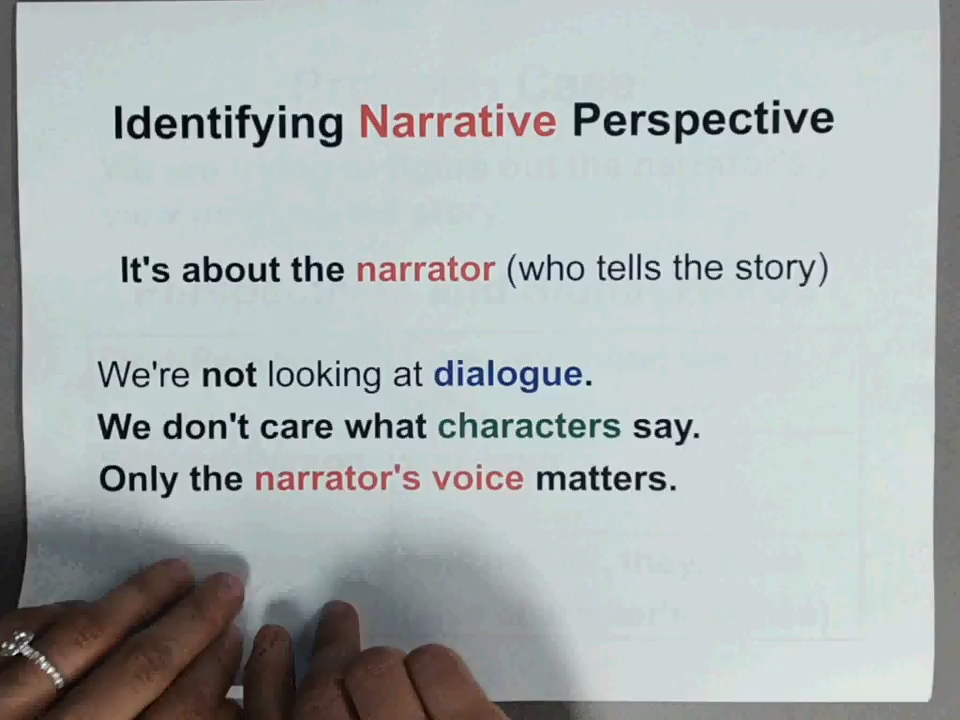 Identifying Narrative Perspective
It's about the narrator (who tells the story)
We're not looking at dialogue.
We don't care what characters say.
Only the narrator's voice matters.